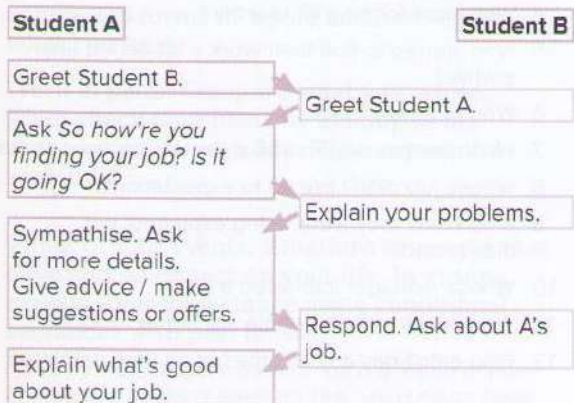 Student A
Student B
Greet Student B.
Greet Student A.
Ask So how're you
finding your job? Is it
going OK?
Explain your problems.
Sympathise. Ask
for more details.
Give advice / make
suggestions or offers.
Respond. Ask about A's
job.
Explain what's good
about your job.